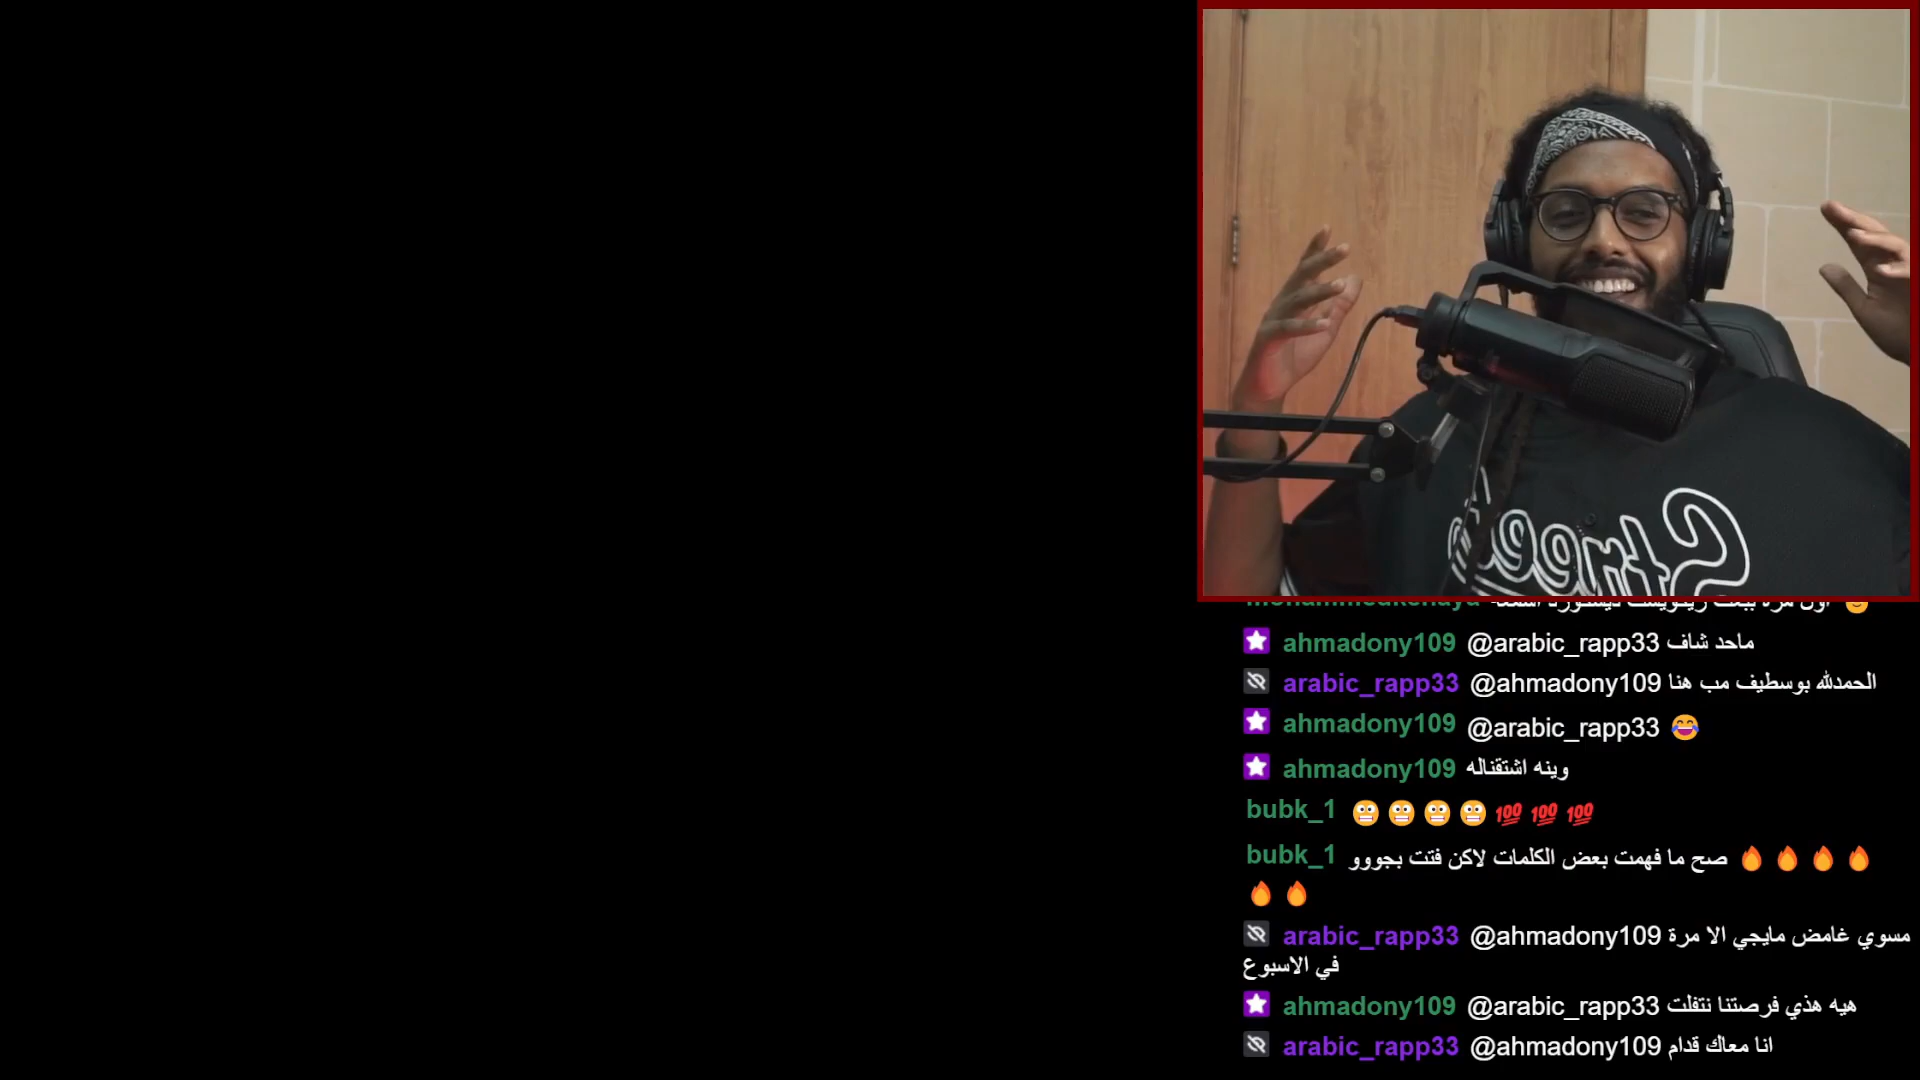 Street
ahmadony109 @arabic_rapp33 ماحد شاف
arabic_rapp33 @ahmadony109 الحمدلله بوسطيف مب هنا
ahmadony109 @arabic_rapp33 😂
ahmadony109 وينه اشتقناله
bubk_1 😬 😬 😬 😬 💯 💯 💯
bubk_1 صح ما فهمت بعض الكلمات لاكن فتت بجووو 🔥 🔥 🔥 🔥
🔥 🔥
arabic_rapp33 @ahmadony109 مسوي غامض مايجي الا مرة
في الاسبوع
ahmadony109 @arabic_rapp33 هيه هذي فرصتنا نتفلت
arabic_rapp33 @ahmadony109 انا معاك قدام